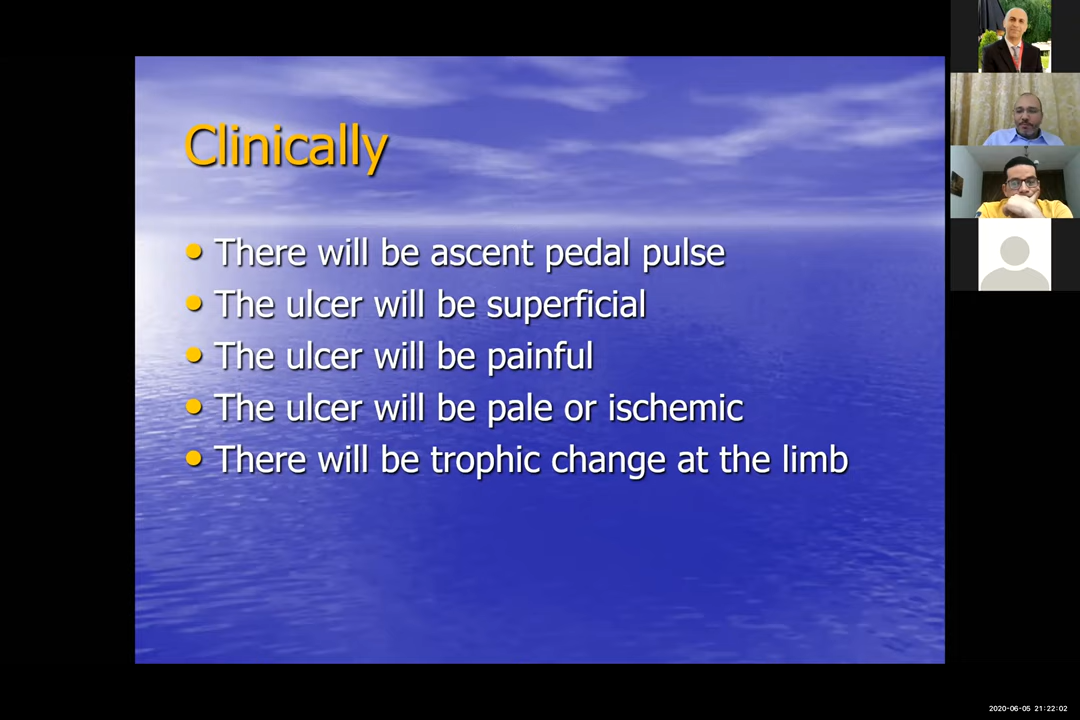 Clinically
• There will be ascent pedal pulse
• The ulcer will be superficial
• The ulcer will be painful
• The ulcer will be pale or ischemic
• There will be trophic change at the limb
2020-06-05 21:22:02